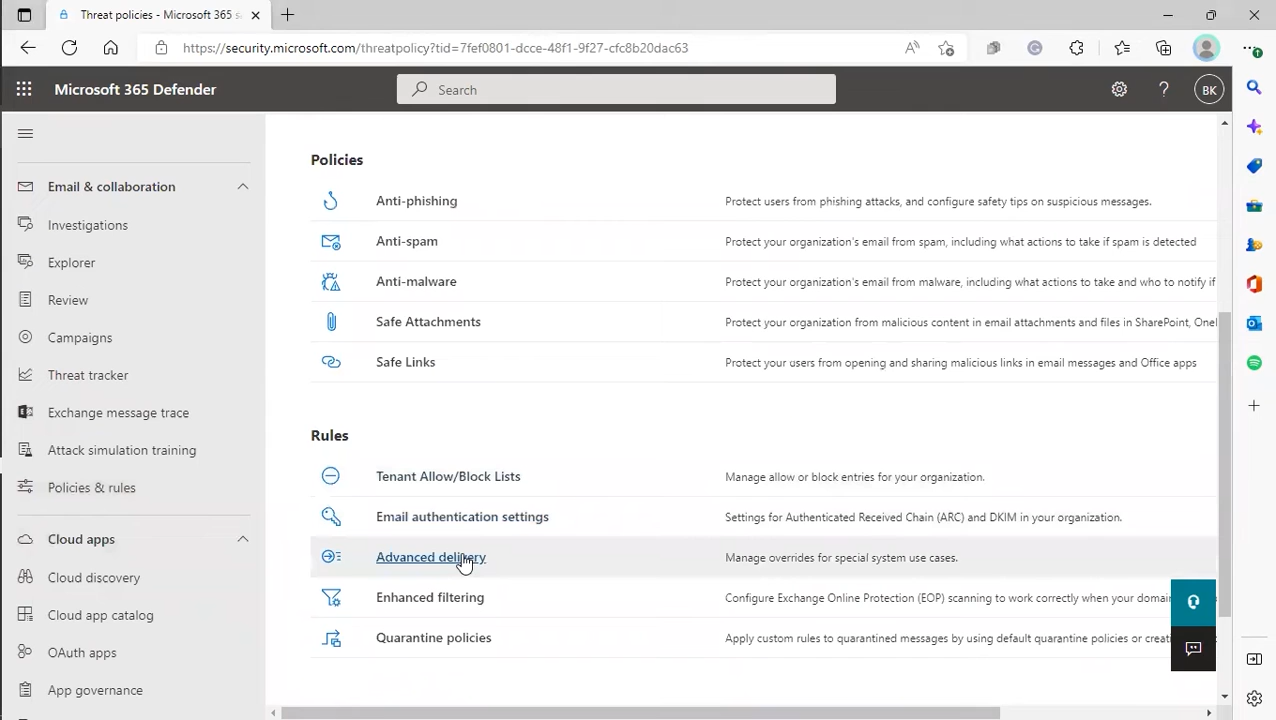 Threat policies - Microsoft 365 s
https://security.microsoft.com/threatpolicy?tid=7fef0801-dcce-48f1-9f27-cfc8b20dac63
Microsoft 365 Defender
Search
BK
Email & collaboration
Investigations
Explorer
Review
Campaigns
Threat tracker
Exchange message trace
Attack simulation training
Policies & rules
Cloud apps
Cloud discovery
Cloud app catalog
OAuth apps
App governance
Policies
Anti-phishing Protect users from phishing attacks, and configure safety tips on suspicious messages.
Anti-spam Protect your organization's email from spam, including what actions to take if spam is detected
Anti-malware Protect your organization's email from malware, including what actions to take and who to notify if
Safe Attachments Protect your organization from malicious content in email attachments and files in SharePoint, Onel
Safe Links Protect your users from opening and sharing malicious links in email messages and Office apps
Rules
Tenant Allow/Block Lists Manage allow or block entries for your organization.
Email authentication settings Settings for Authenticated Received Chain (ARC) and DKIM in your organization.
Advanced delivery Manage overrides for special system use cases.
Enhanced filtering Configure Exchange Online Protection (EOP) scanning to work correctly when your domain
Quarantine policies Apply custom rules to quarantined messages by using default quarantine policies or creati